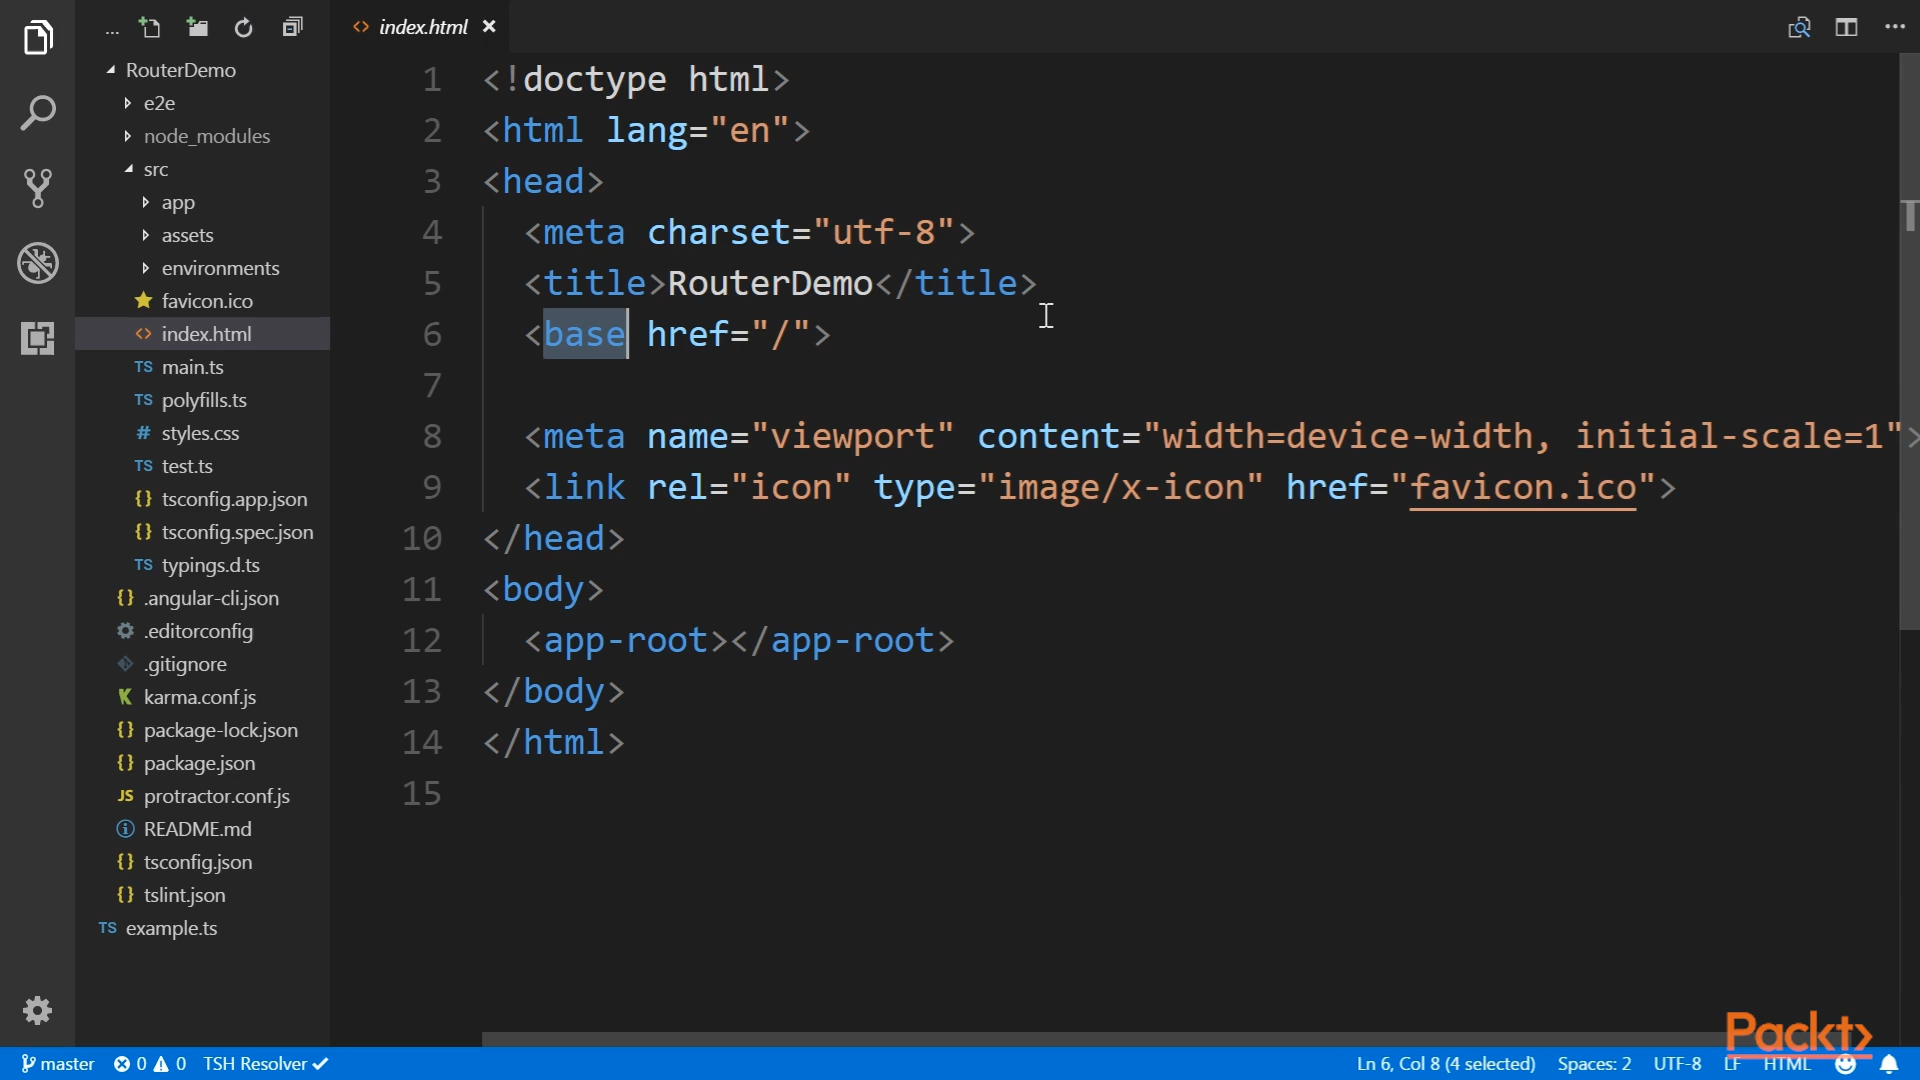 ...
index.html
RouterDemo
e2e
node_modules
src
app
assets
environments
favicon.ico
<> index.html
TS main.ts
TS polyfills.ts
# styles.css
TS test.ts
{} tsconfig.app.json
{} tsconfig.spec.json
TS typings.d.ts
{} .angular-cli.json
.editorconfig
.gitignore
K karma.conf.js
{} package-lock.json
{} package.json
JS protractor.conf.js
README.md
{} tsconfig.json
{} tslint.json
TS example.ts
1 <!doctype html>
2 <html lang="en">
3 <head>
4 <meta charset="utf-8">
5 <title>RouterDemo</title>
6 <base href="/">
7
8 <meta name="viewport" content="width=device-width, initial-scale=1">
9 <link rel="icon" type="image/x-icon" href="favicon.ico">
10 </head>
11 <body>
12 <app-root></app-root>
13 </body>
14 </html>
15
Packt>
master 0 0 TSH Resolver Ln 6, Col 8 (4 selected) Spaces: 2 UTF-8 LF HTML